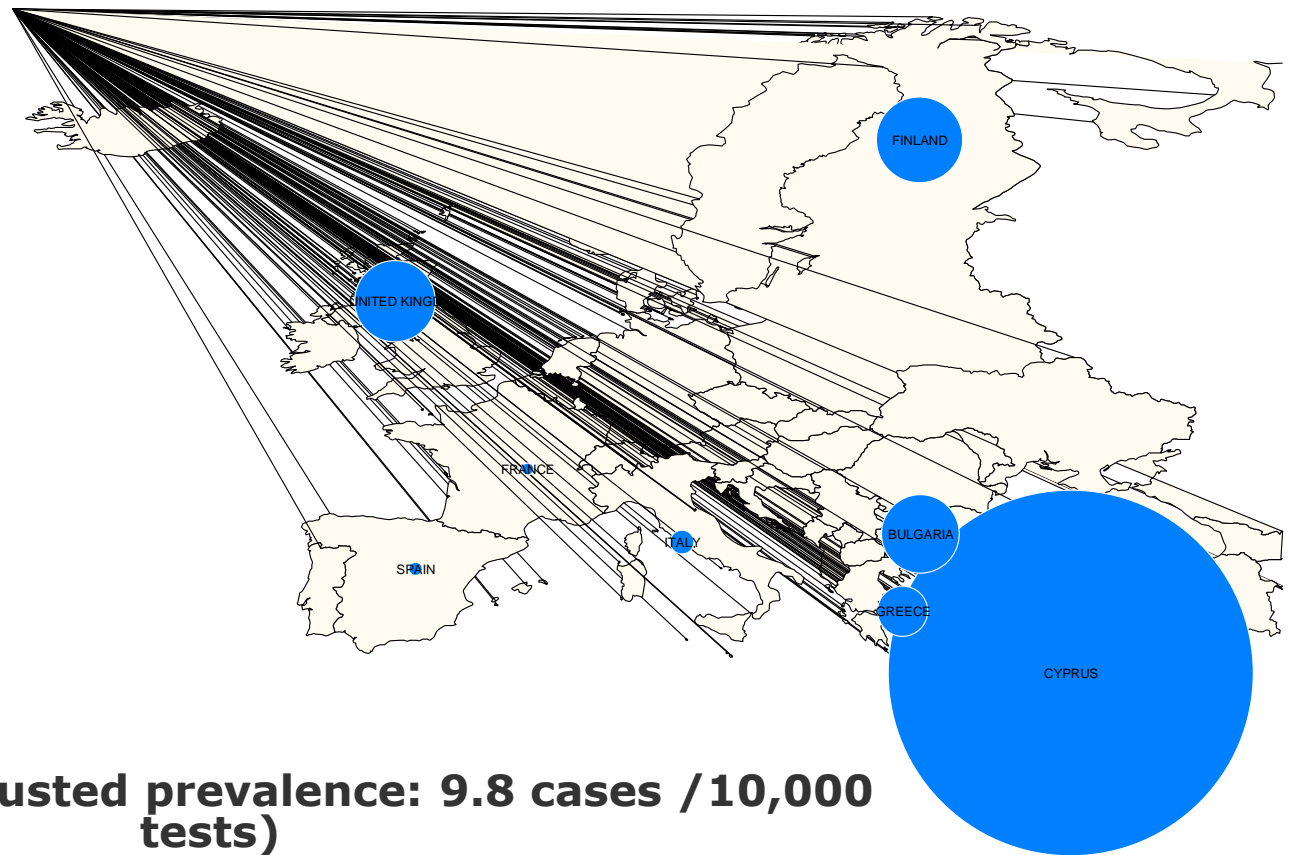 FINLAND
UNITED KINGD
FRANCE
ITALY
SPAIN
BULGARIA
GREECE
CYPRUS
usted prevalence: 9.8 cases /10,000
tests)